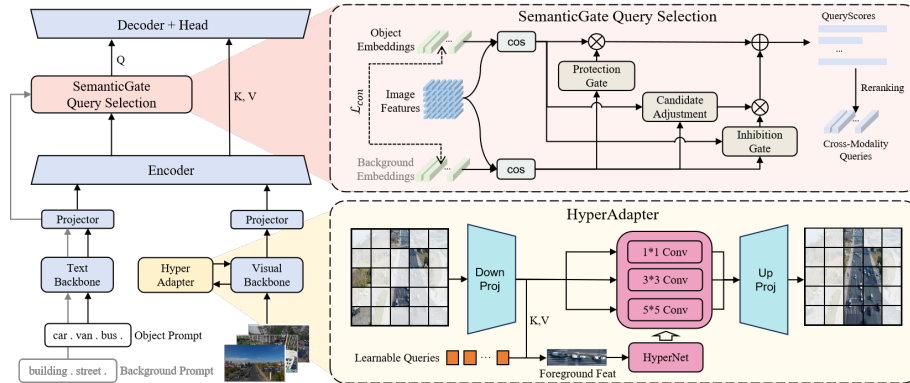 Decoder + Head
Q
K, V
SemanticGate
Query Selection
Encoder
Projector
Projector
Text
Backbone
Hyper
Adapter
Visual
Backbone
car . van . bus .
Object Prompt
building . street .
Background Prompt
SemanticGate Query Selection
Object
Embeddings
...
cos
QueryScores
...
Protection
Gate
Image
Features
Lcon
Candidate
Adjustment
Reranking
Inhibition
Gate
...
Cross-Modality
Queries
Background
Embeddings
...
cos
HyperAdapter
Down
Proj
1*1 Conv
3*3 Conv
5*5 Conv
Up
Proj
K,V
Learnable Queries
...
HyperNet
Foreground Feat